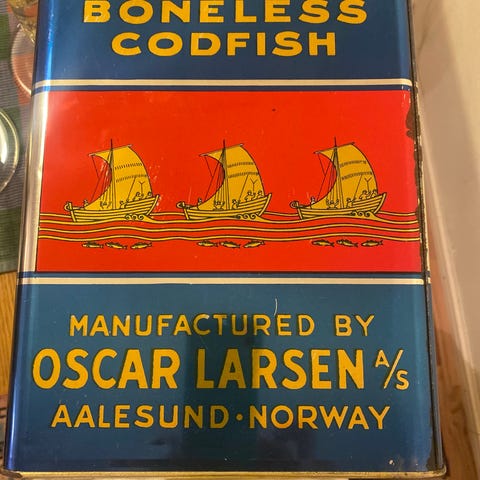 BONELESS
CODFISH
MANUFACTURED BY
OSCAR LARSEN A/S
AALESUND · NORWAY